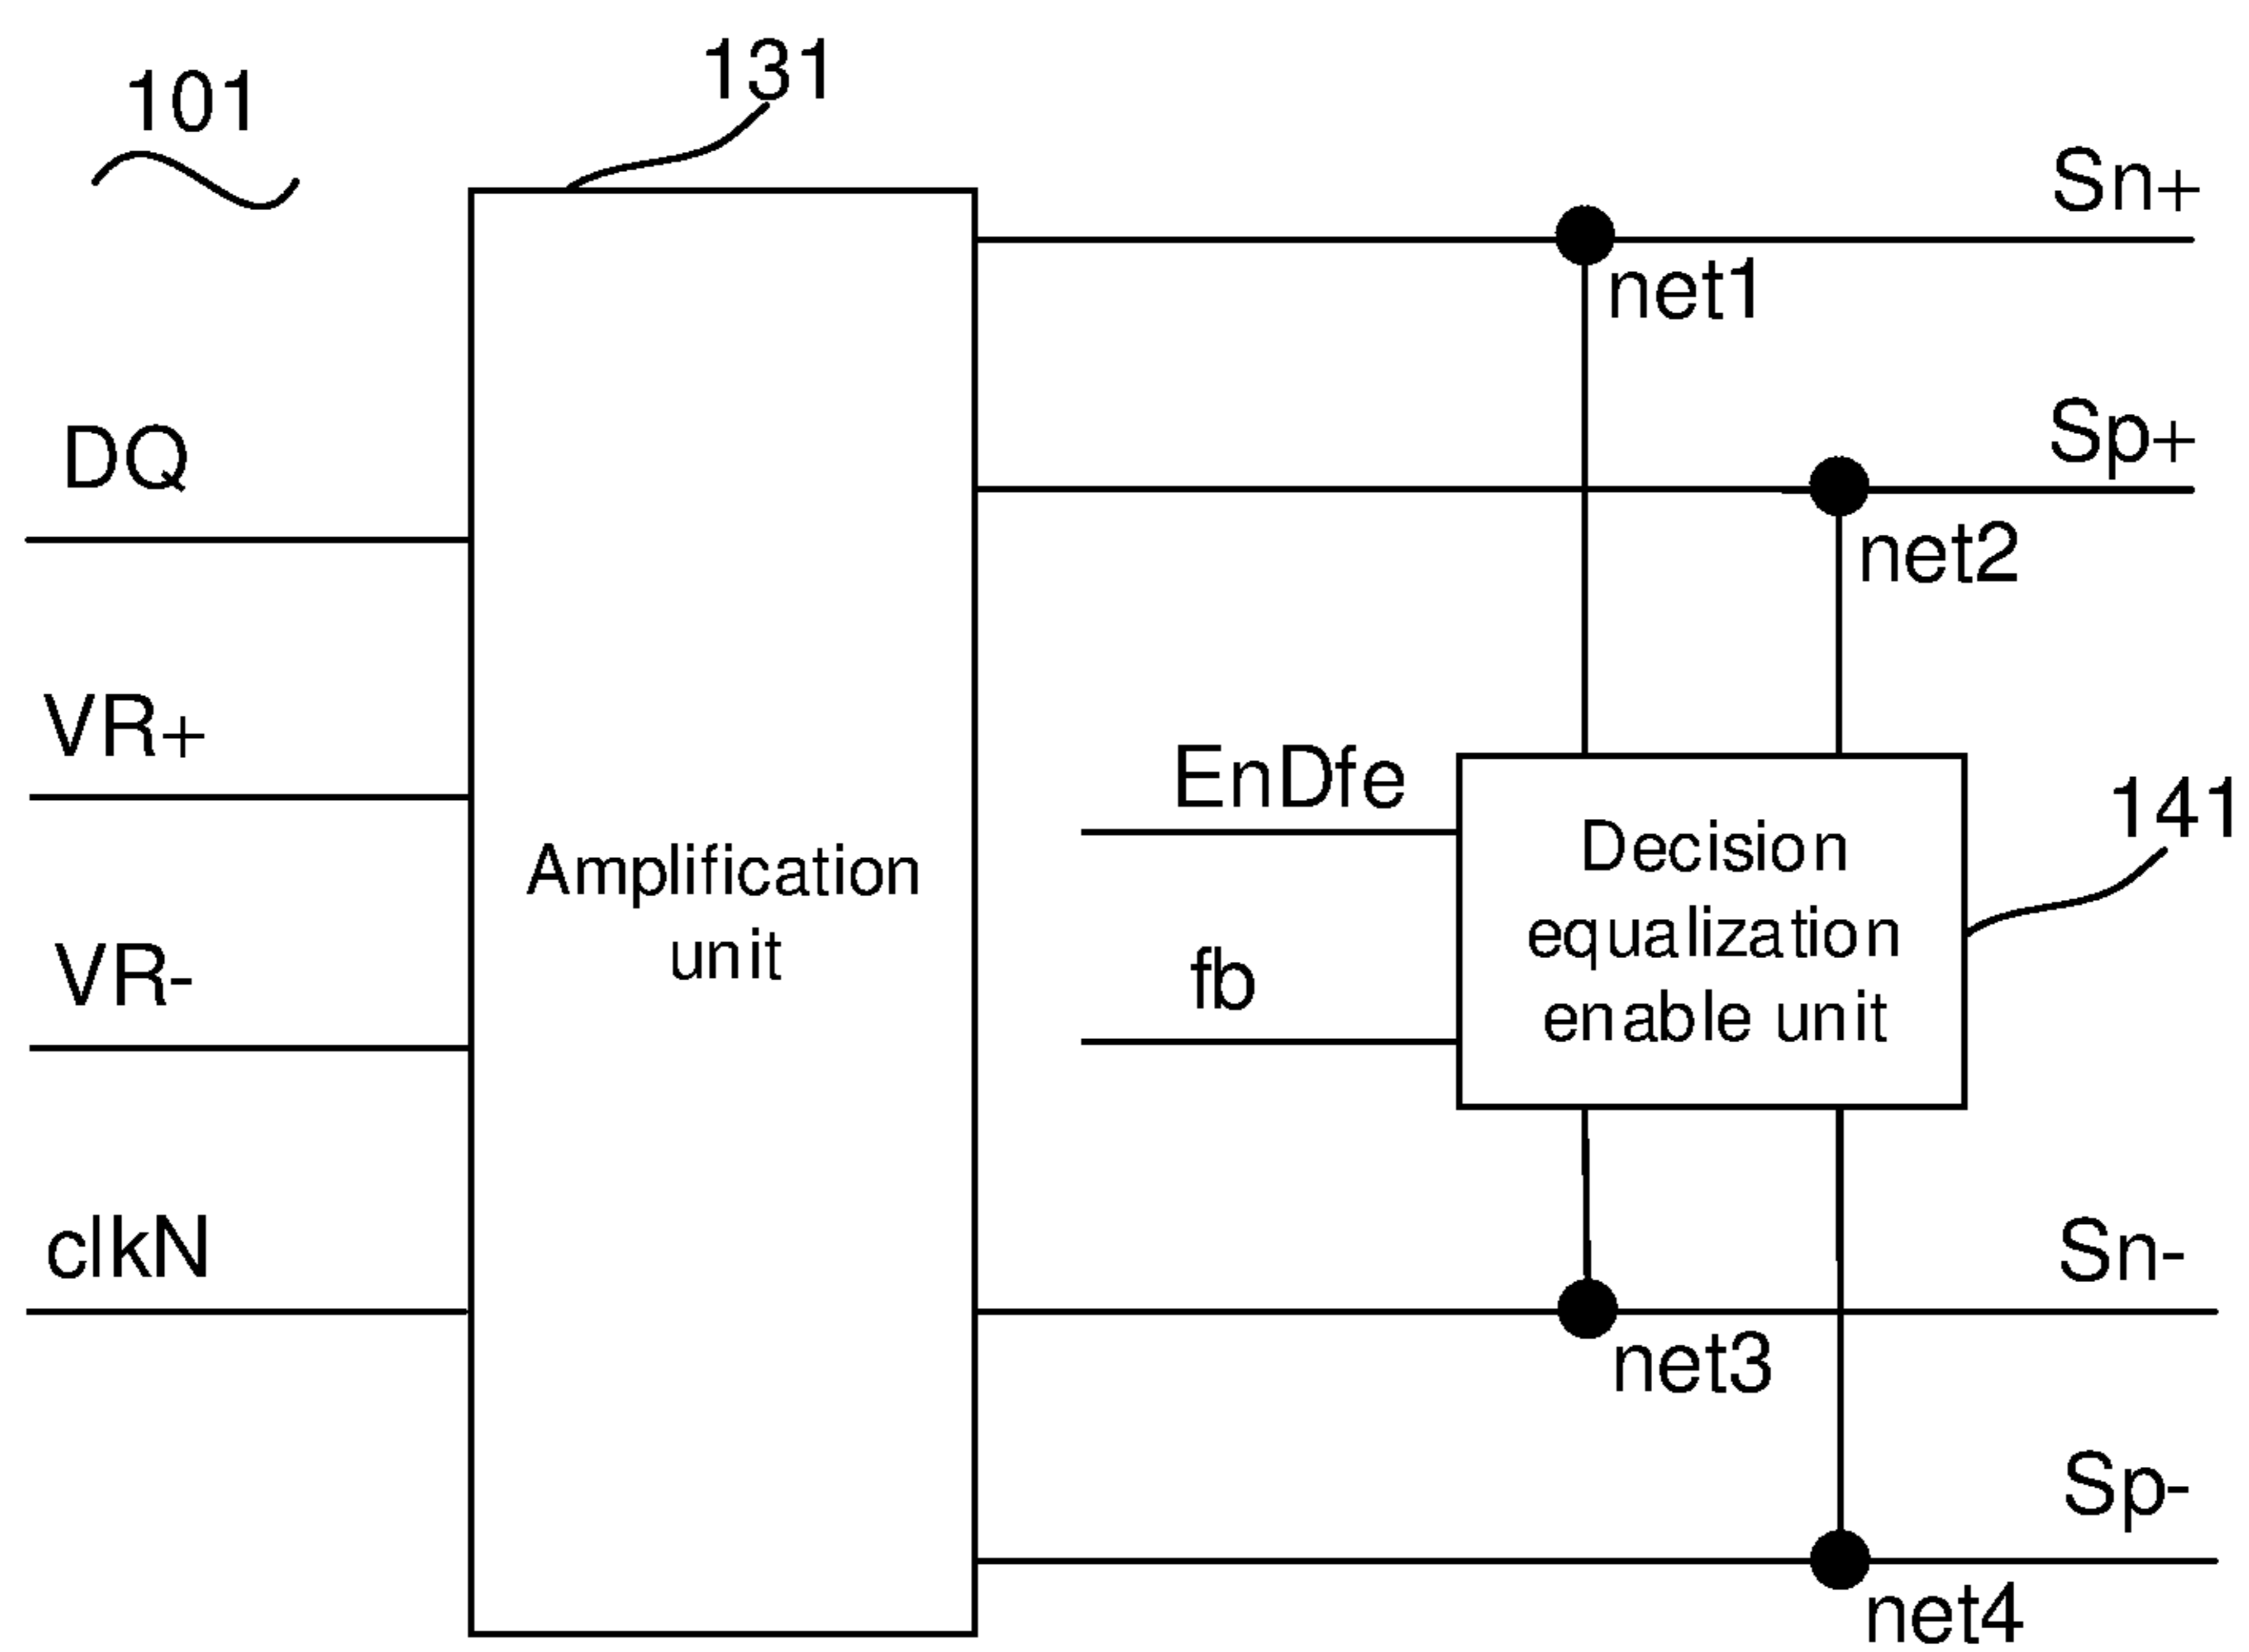 101
131
Sn+
net1
Sp+
net2
DQ
VR+
VR-
clkN
Amplification
unit
EnDfe
fb
Decision
equalization
enable unit
141
Sn-
net3
Sp-
net4